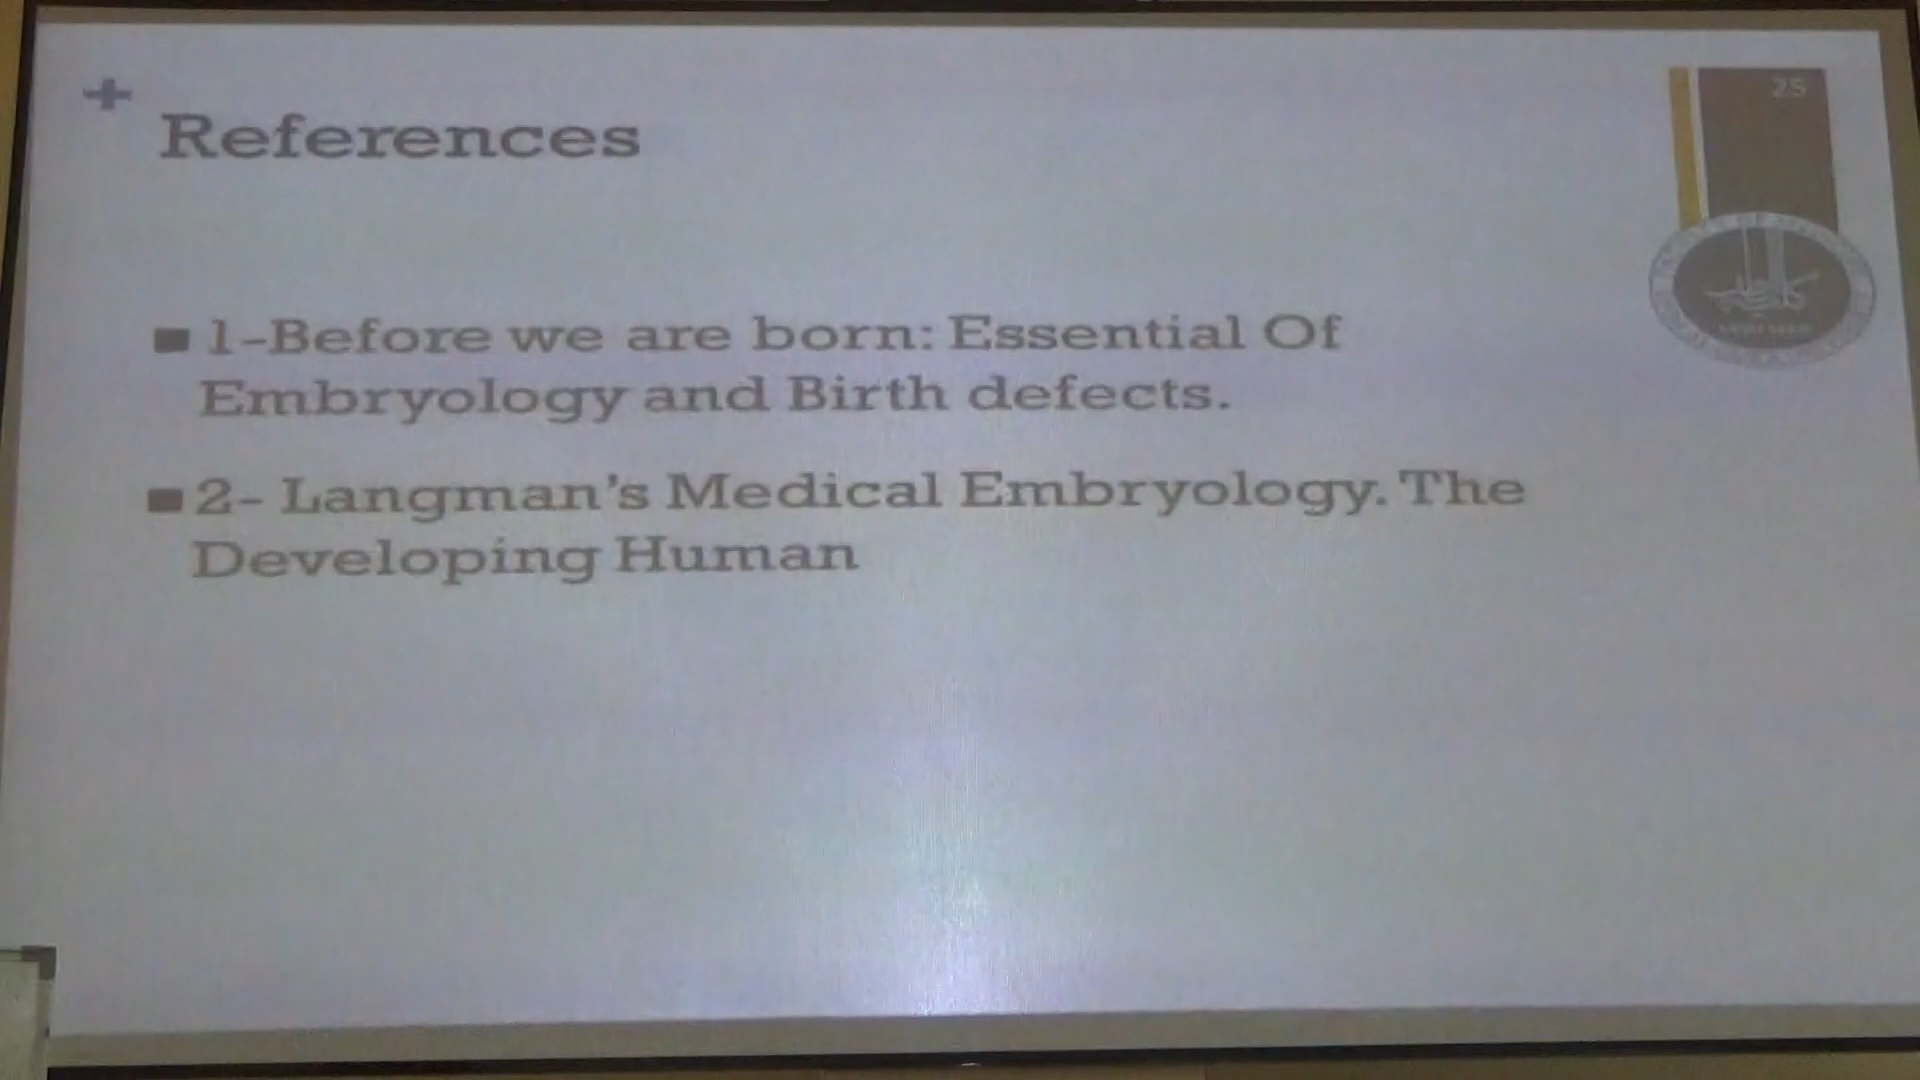 25
+
References
1-Before we are born: Essential Of
Embryology and Birth defects.
2- Langman's Medical Embryology. The
Developing Human